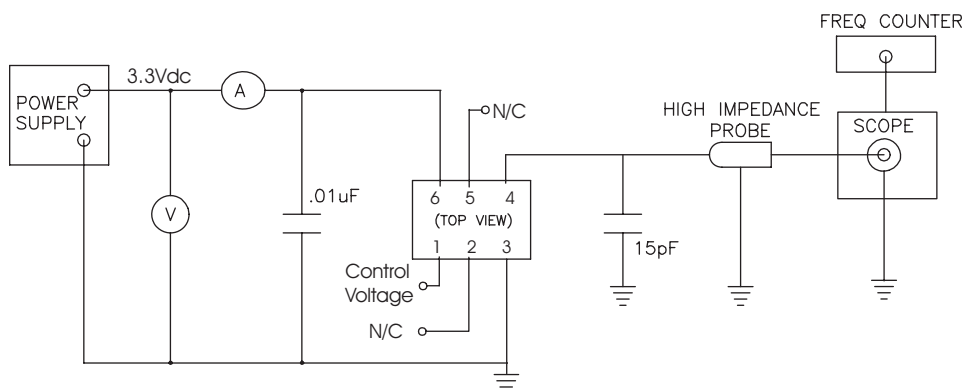 FREQ COUNTER
3.3Vdc
A
POWER
SUPPLY
N/C
HIGH IMPEDANCE
PROBE
SCOPE
V
.01uF
6 5 4
(TOP VIEW)
1 2 3
15pF
Control
Voltage
N/C